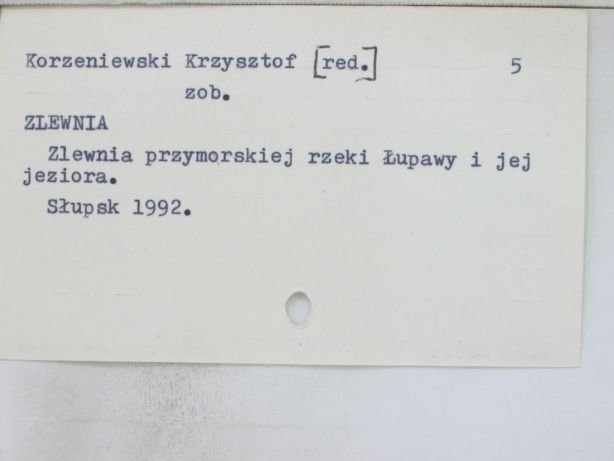 Korzeniewski Krzysztof [red.] 5
zob.
ZLEWNIA
Zlewnia przymorskiej rzeki Łupawy i jej
jeziora.
Słupsk 1992.